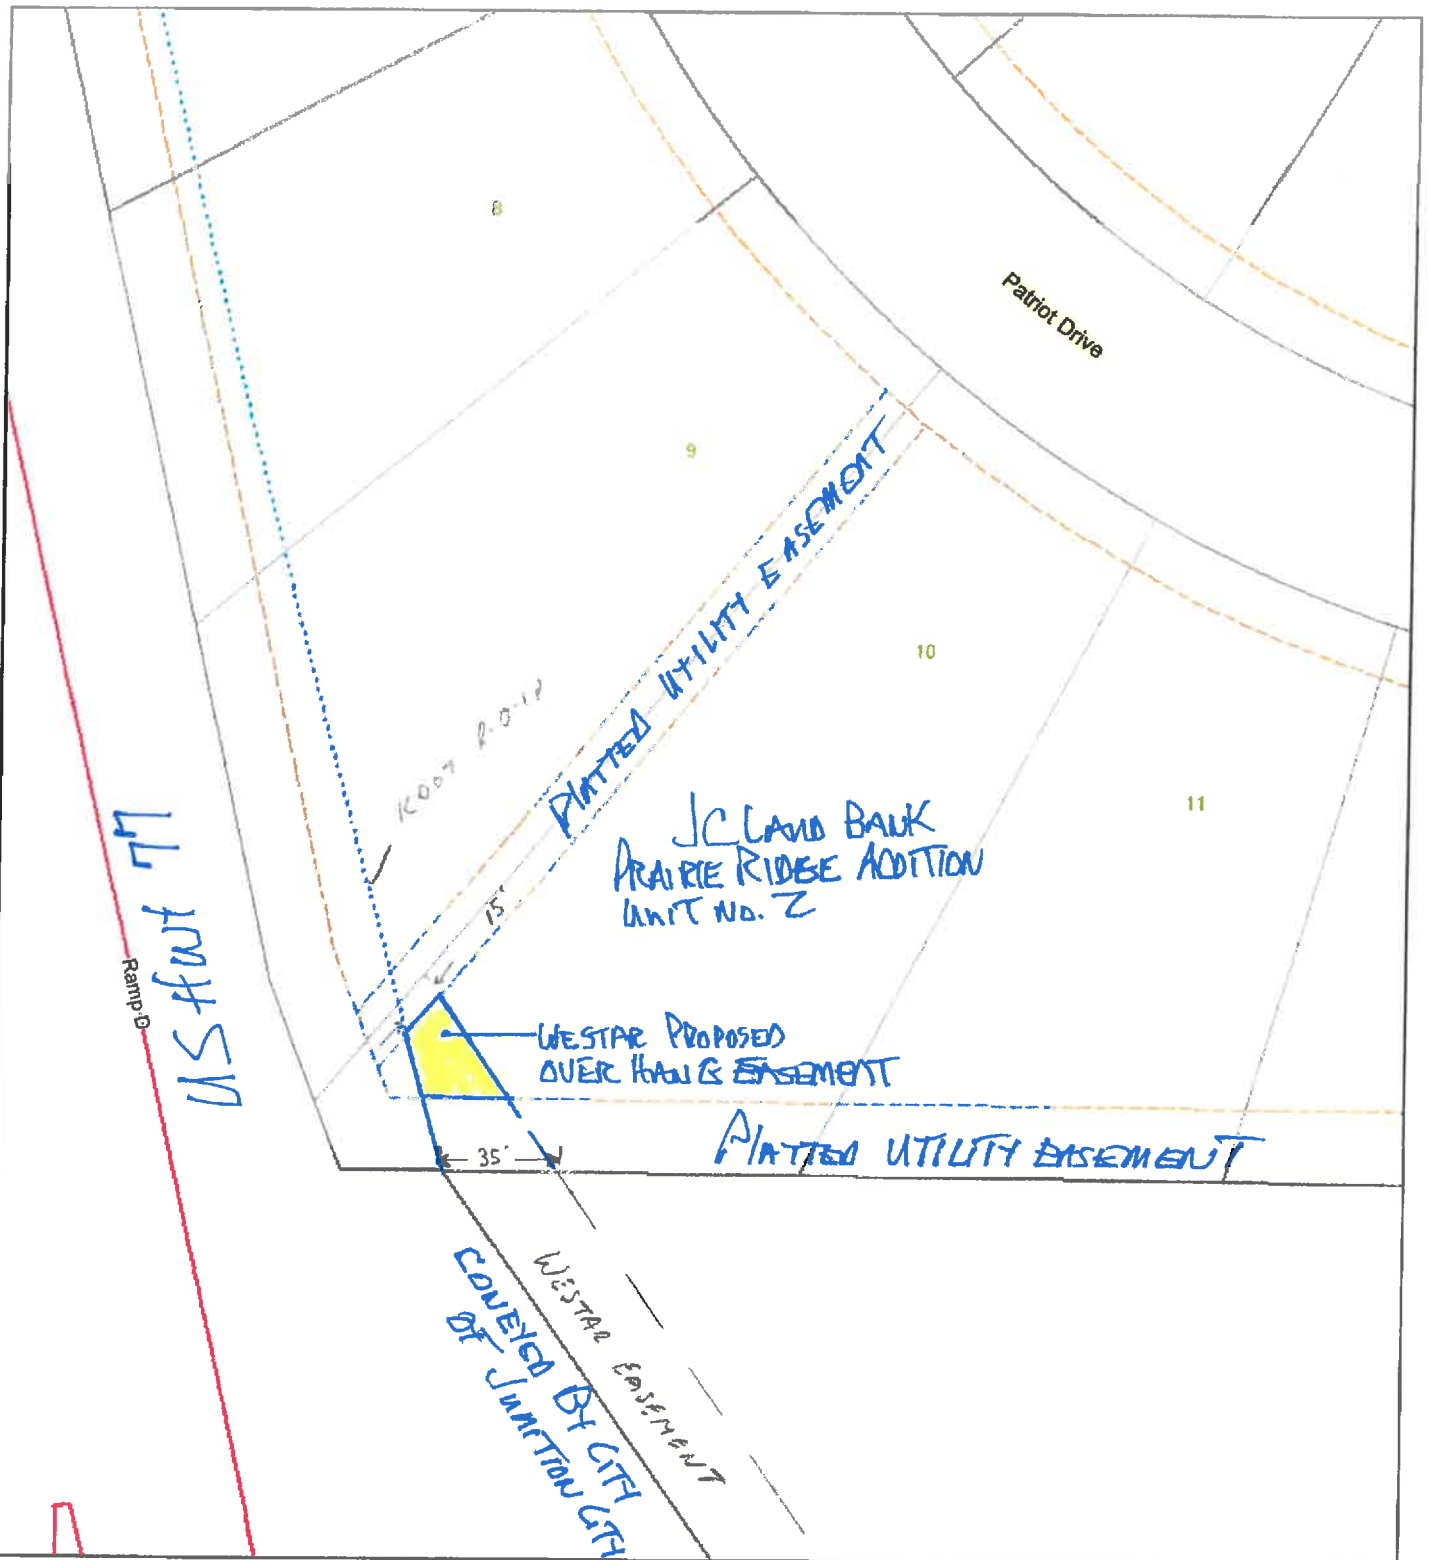 8
Patriot Drive
9
PLATTED UTILITY EASEMENT
10
KDOT R.O.W
11
JC LAND BANK
PRAIRIE RIDGE ADDITION
UNIT NO. 2
US HWY 77
Ramp D
15'
WESTAR PROPOSED
OVER HANG EASEMENT
PLATTED UTILITY EASEMENT
35'
WESTAR EASEMENT
CONEYED BY CITY
OF JUNCTION CITY